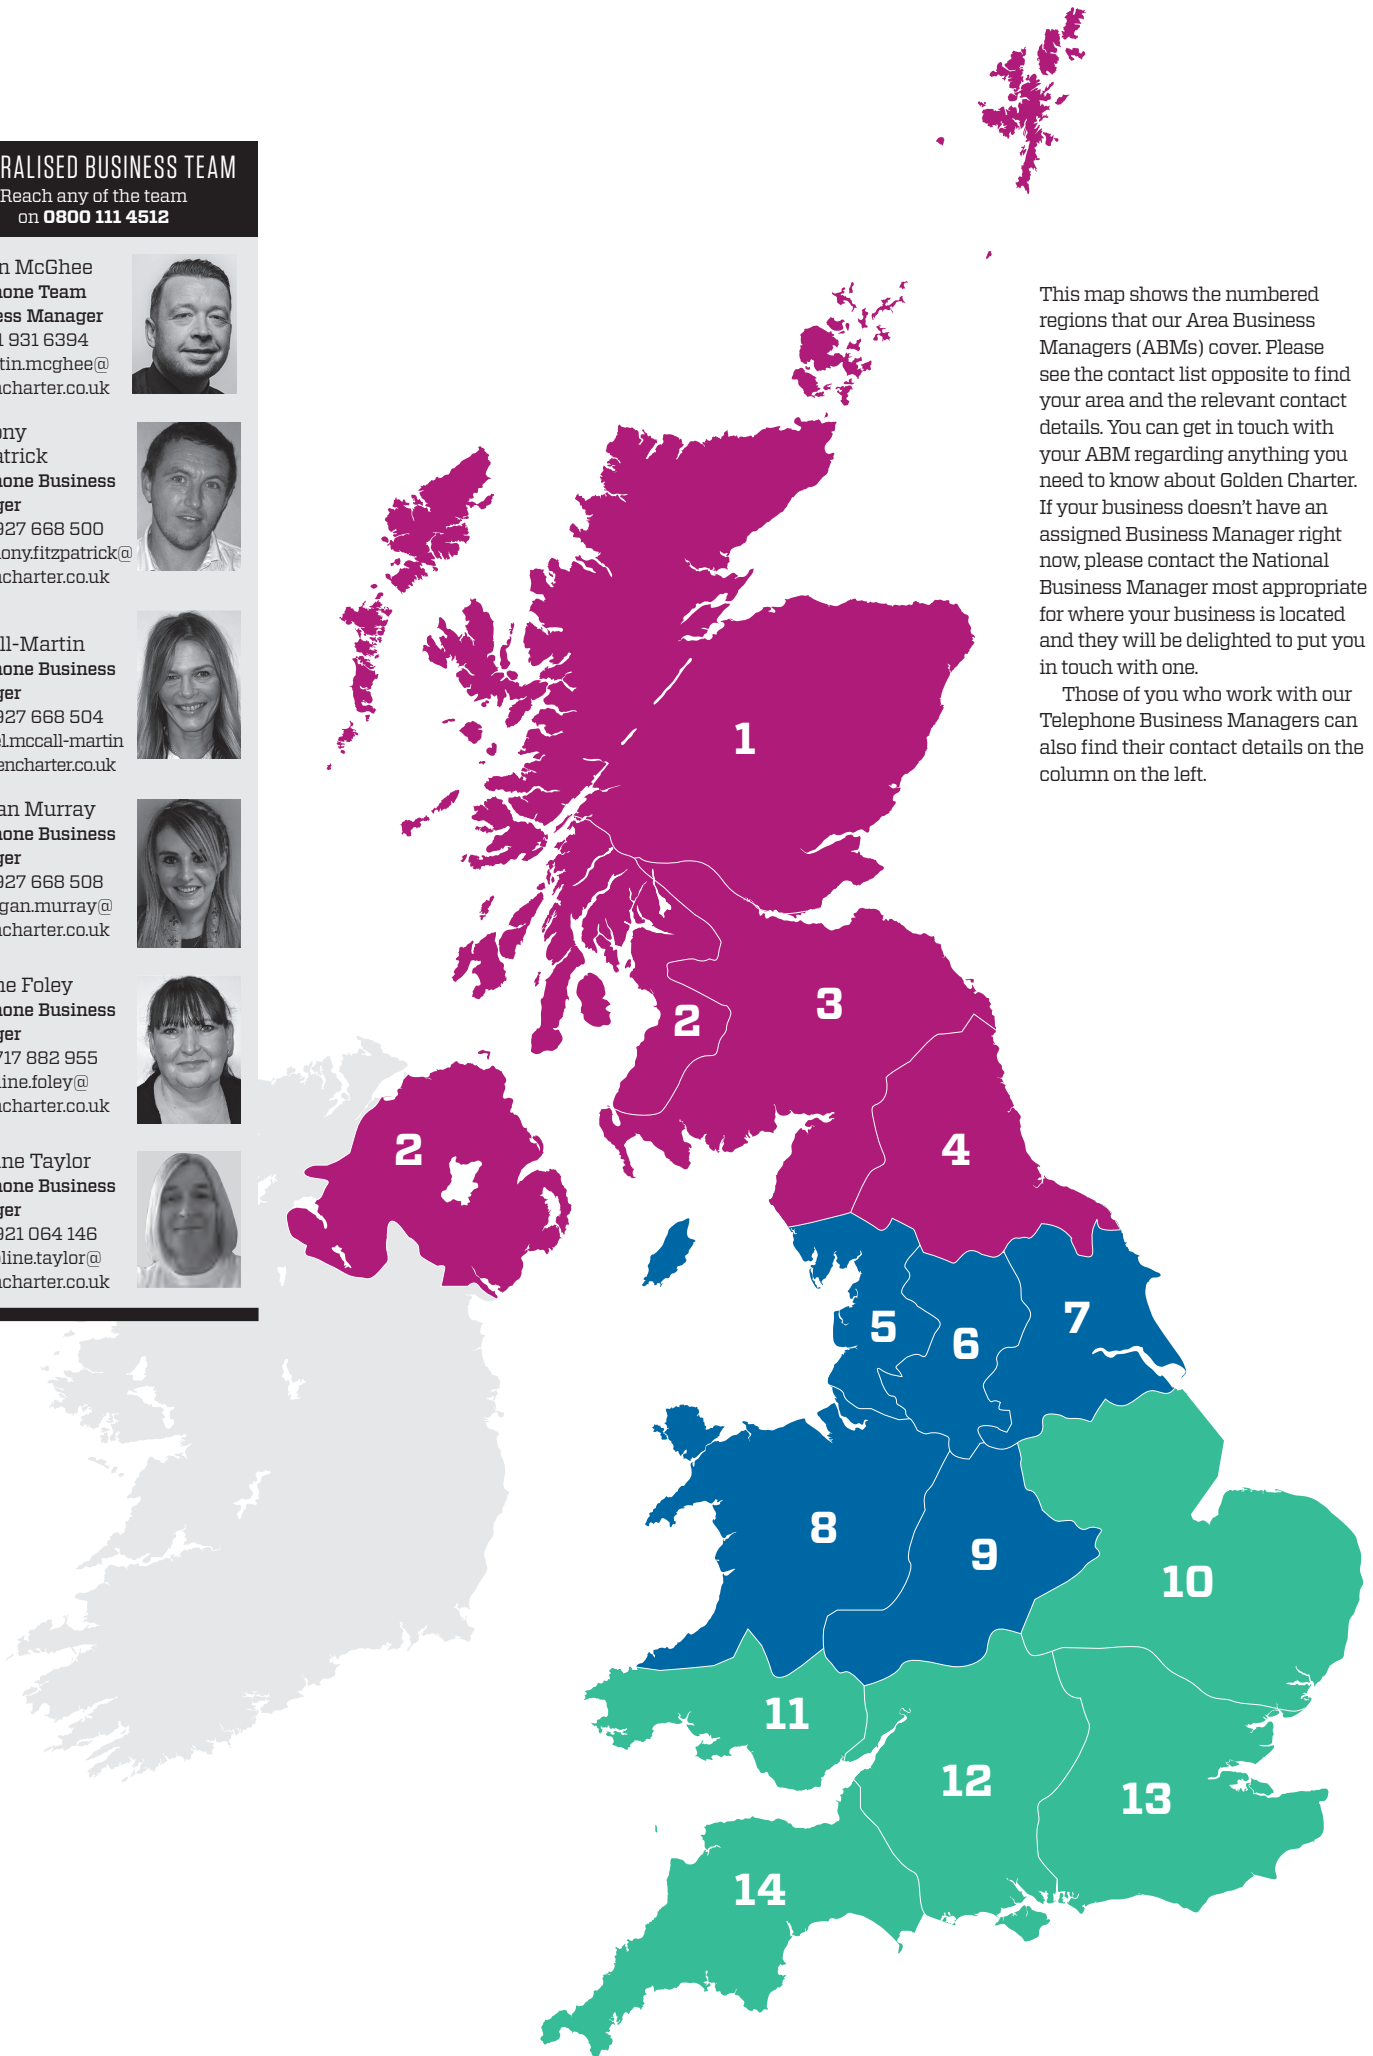 RALISED BUSINESS TEAM
Reach any of the team
on 0800 111 4512
n McGhee
one Team
ess Manager
1 931 6394
tin.mcghee@
charter.co.uk
ony
atrick
one Business
ger
927 668 500
ony.fitzpatrick@
charter.co.uk
ll-Martin
one Business
ger
927 668 504
el.mccall-martin
encharter.co.uk
an Murray
one Business
ger
927 668 508
gan.murray@
charter.co.uk
ne Foley
one Business
ger
717 882 955
line.foley@
charter.co.uk
ne Taylor
one Business
ger
921 064 146
line.taylor@
charter.co.uk
This map shows the numbered
regions that our Area Business
Managers (ABMs) cover. Please
see the contact list opposite to find
your area and the relevant contact
details. You can get in touch with
your ABM regarding anything you
need to know about Golden Charter.
If your business doesn't have an
assigned Business Manager right
now, please contact the National
Business Manager most appropriate
for where your business is located
and they will be delighted to put you
in touch with one.
Those of you who work with our
Telephone Business Managers can
also find their contact details on the
column on the left.
1
2
3
2
4
5
6
7
8
9
10
11
12
13
14